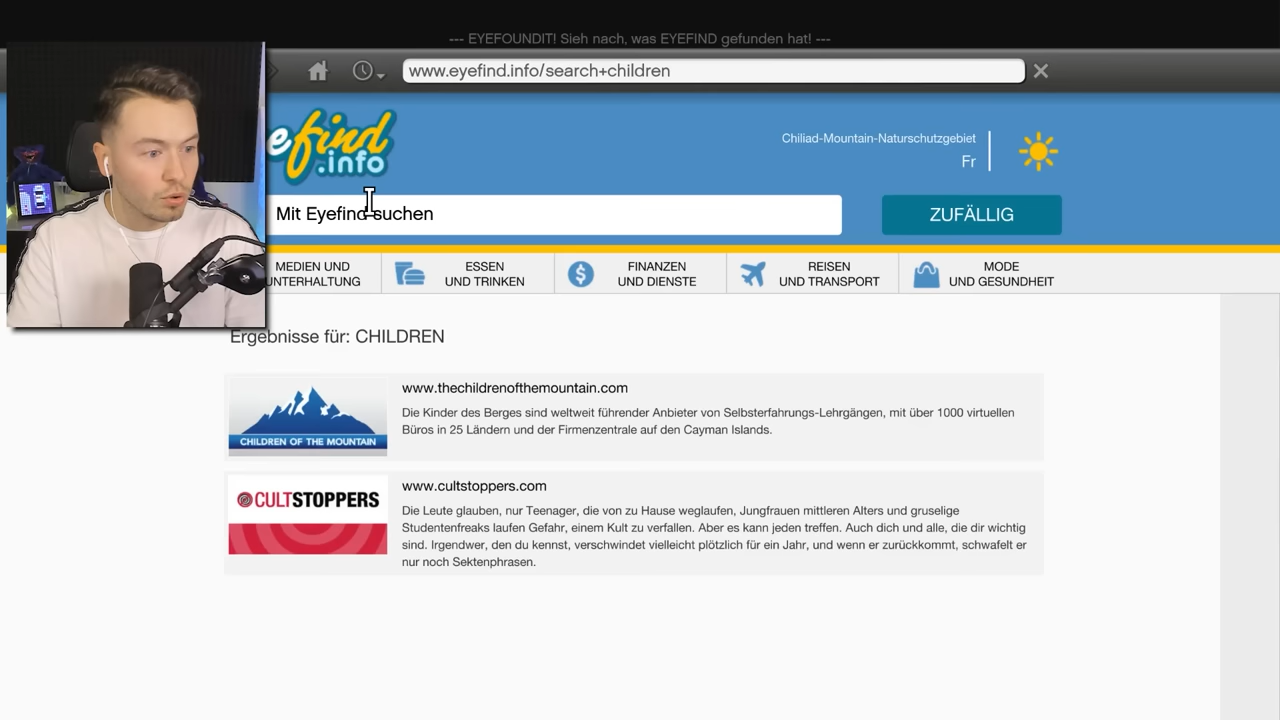 --- EYEFOUNDIT! Sieh nach, was EYEFIND gefunden hat! ---
www.eyefind.info/search+children
efind
.info
Chiliad-Mountain-Naturschutzgebiet
Fr
Mit Eyefind suchen
ZUFÄLLIG
MEDIEN UND
UNTERHALTUNG
ESSEN
UND TRINKEN
FINANZEN
UND DIENSTE
REISEN
UND TRANSPORT
MODE
UND GESUNDHEIT
Ergebnisse für: CHILDREN
CHILDREN OF THE MOUNTAIN
www.thechildrenofthemountain.com
Die Kinder des Berges sind weltweit führender Anbieter von Selbsterfahrungs-Lehrgängen, mit über 1000 virtuellen
Büros in 25 Ländern und der Firmenzentrale auf den Cayman Islands.
CULTSTOPPERS
www.cultstoppers.com
Die Leute glauben, nur Teenager, die von zu Hause weglaufen, Jungfrauen mittleren Alters und gruselige
Studentenfreaks laufen Gefahr, einem Kult zu verfallen. Aber es kann jeden treffen. Auch dich und alle, die dir wichtig
sind. Irgendwer, den du kennst, verschwindet vielleicht plötzlich für ein Jahr, und wenn er zurückkommt, schwafelt er
nur noch Sektenphrasen.